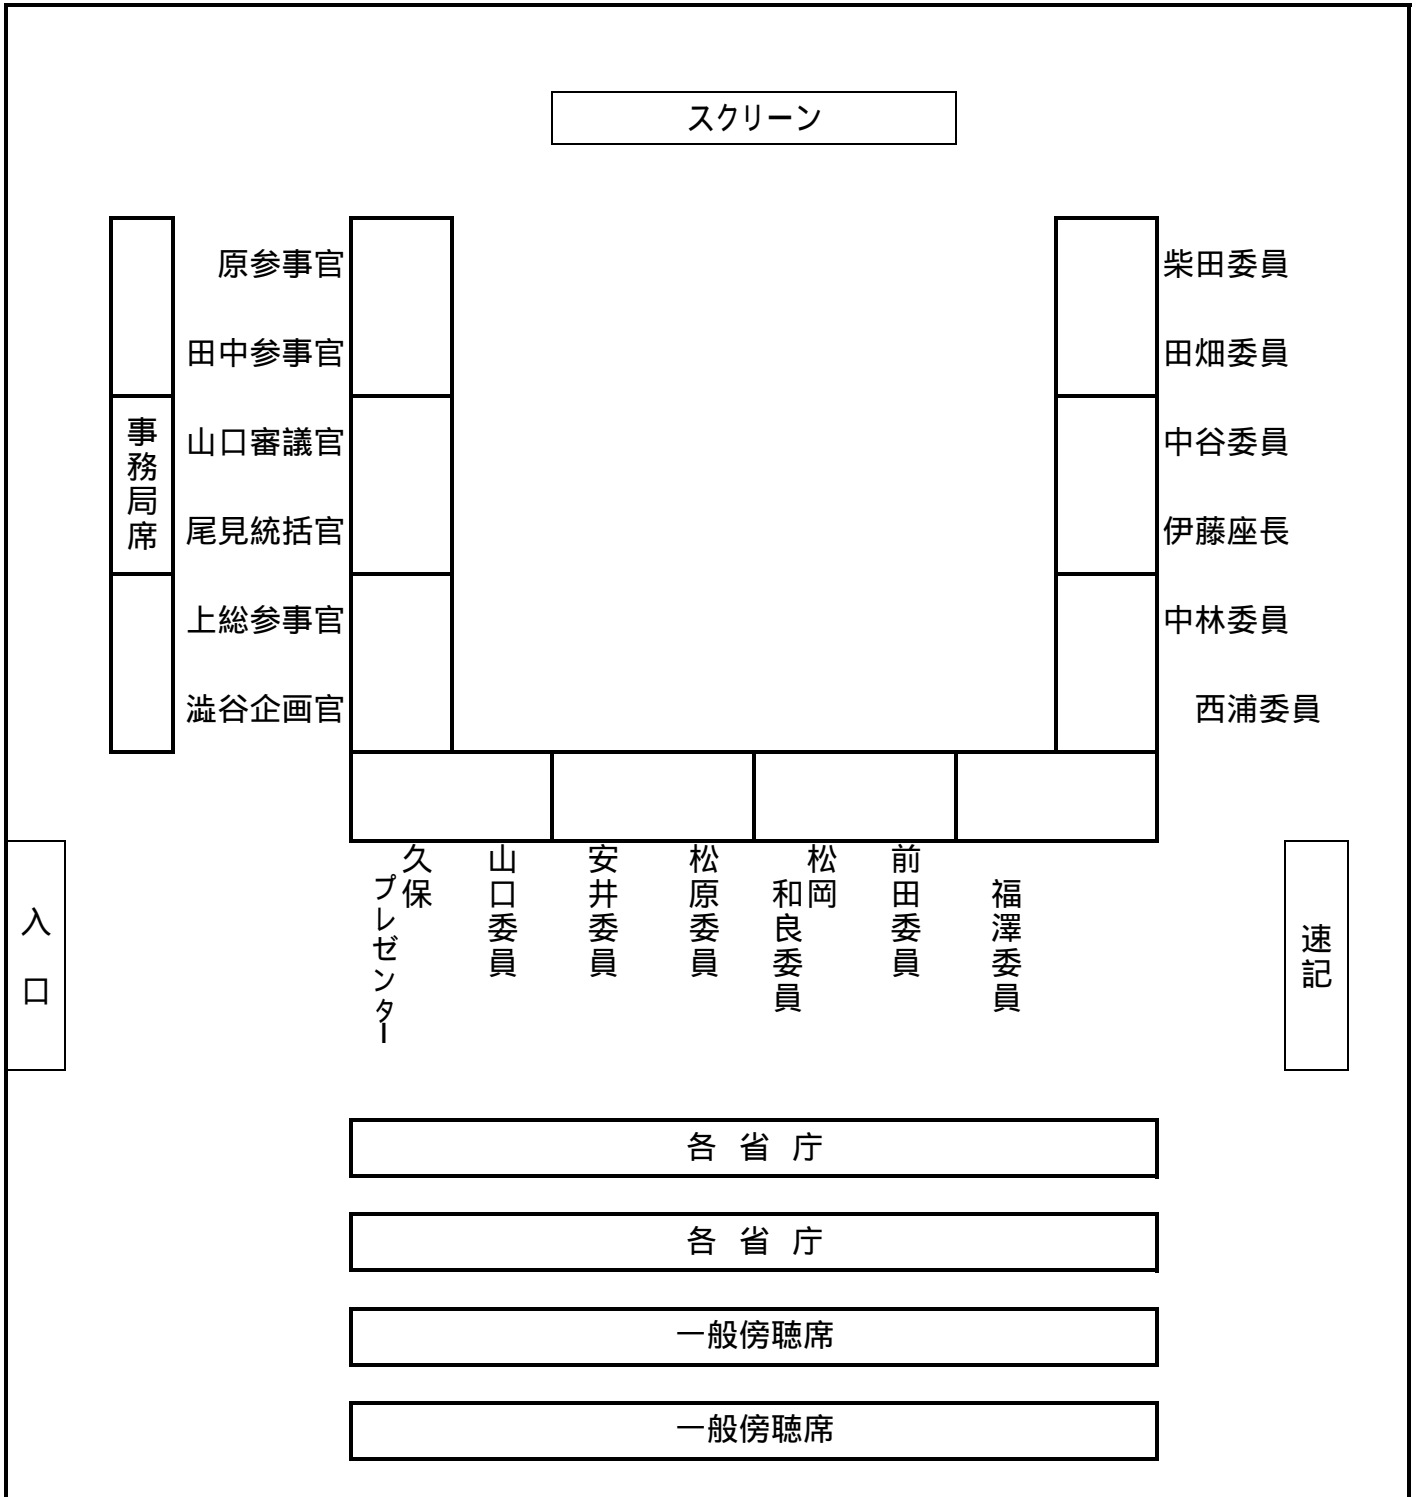 スクリーン
原参事官
柴田委員
田中参事官
田畑委員
事務局席
山口審議官
中谷委員
尾見統括官
伊藤座長
上総参事官
中林委員
澁谷企画官
西浦委員
入口
久保
プレゼンター
山口委員
安井委員
松原委員
松岡
和良委員
前田委員
福澤委員
速記
各 省 庁
各 省 庁
一般傍聴席
一般傍聴席